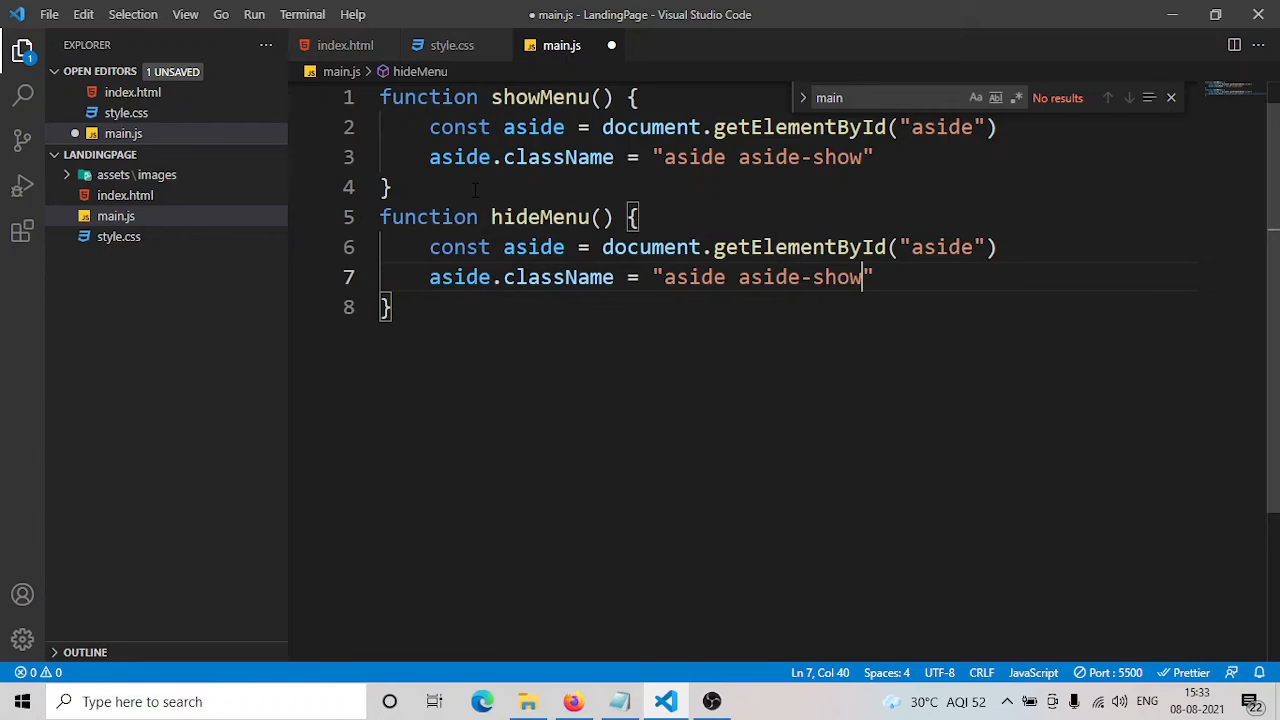 File Edit Selection View Go Run Terminal Help
● main.js - LandingPage - Visual Studio Code
EXPLORER
index.html
style.css
main.js
OPEN EDITORS 1 UNSAVED
main.js > hideMenu
index.html
style.css
main.js
LANDINGPAGE
assets\images
index.html
main.js
style.css
main
Aa Abl .* No results
1 function showMenu() {
2 const aside = document.getElementById("aside")
3 aside.className = "aside aside-show"
4 }
5 function hideMenu() {
6 const aside = document.getElementById("aside")
7 aside.className = "aside aside-show"
8 }
1
OUTLINE
0 0
Ln 7, Col 40 Spaces: 4 UTF-8 CRLF JavaScript Port : 5500 Prettier
Type here to search
30°C AQI 52
ENG
15:33
08-08-2021
22